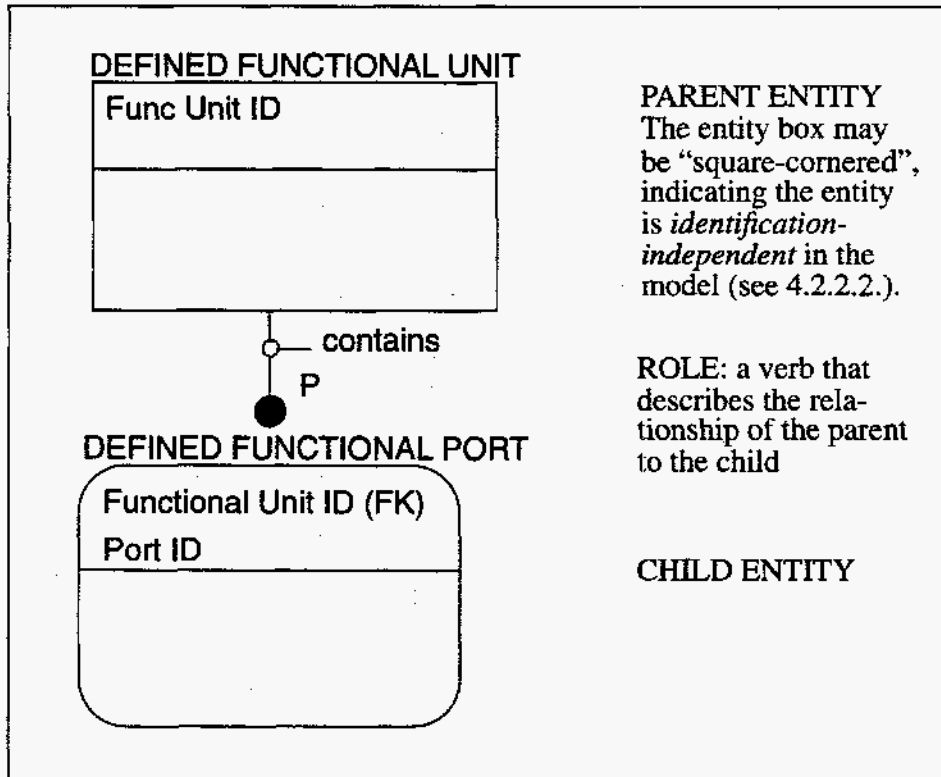 DEFINED FUNCTIONAL UNIT
Func Unit ID
contains
P
DEFINED FUNCTIONAL PORT
Functional Unit ID (FK)
Port ID
PARENT ENTITY
The entity box may
be “square-cornered”,
indicating the entity
is identification-
independent in the
model (see 4.2.2.2.).
ROLE: a verb that
describes the rela-
tionship of the parent
to the child
CHILD ENTITY